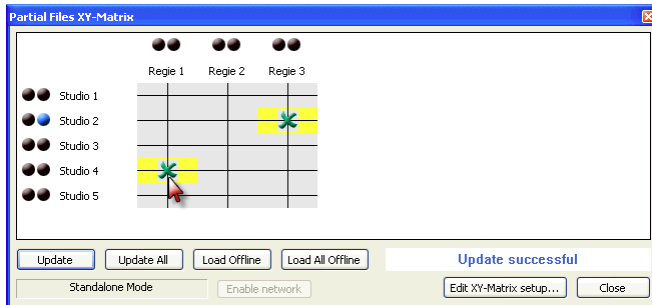 Partial Files XY-Matrix
Regie 1 Regie 2 Regie 3
Studio 1
Studio 2
Studio 3
Studio 4
Studio 5
Update Update All Load Offline Load All Offline Update successful
Standalone Mode Enable network Edit XY-Matrix setup... Close